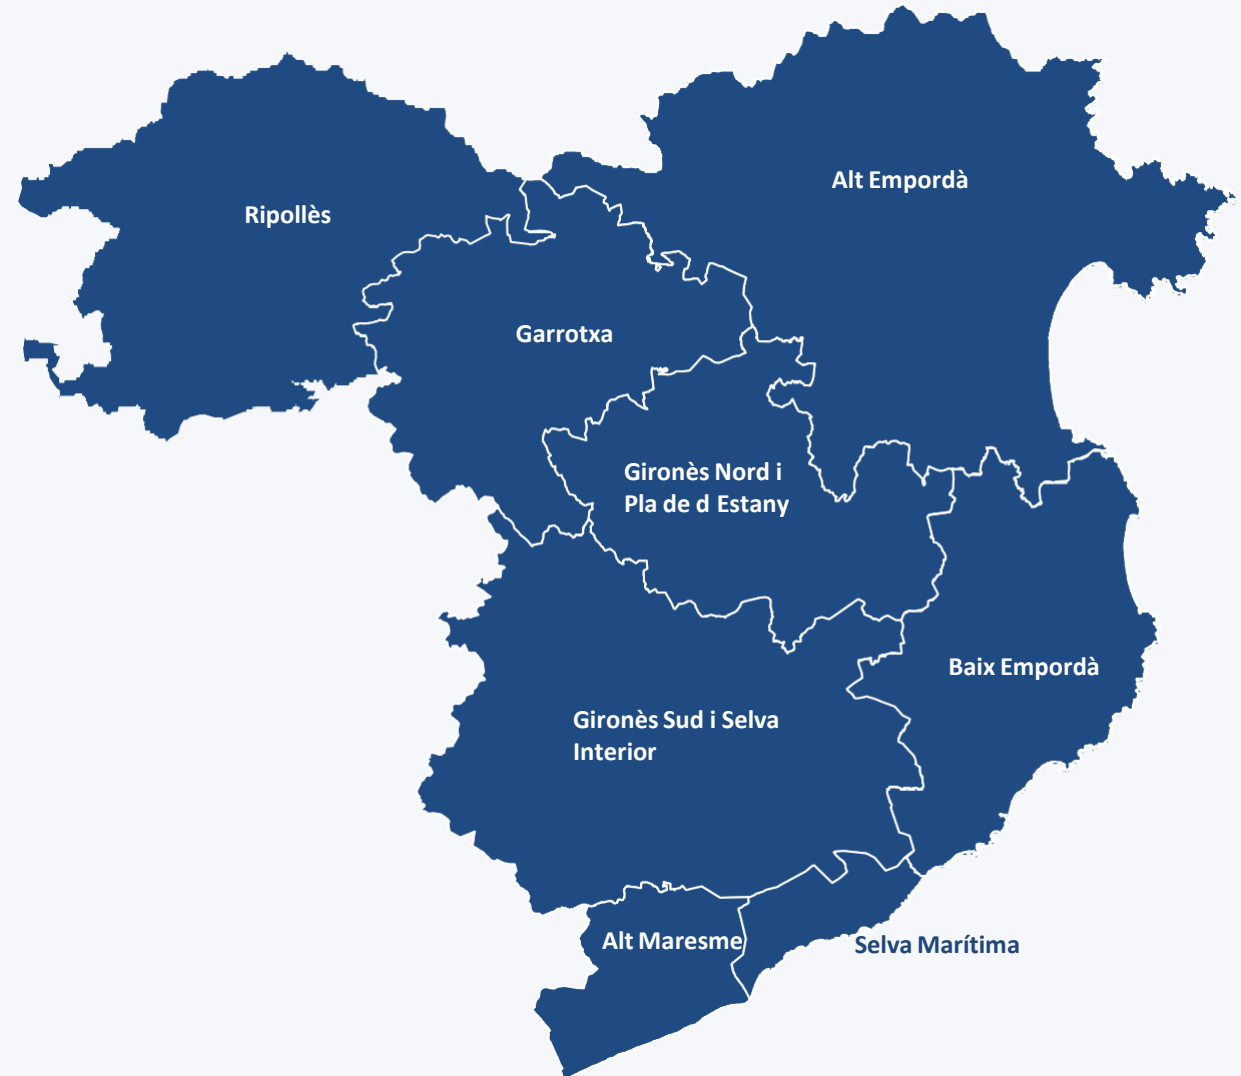 Alt Empordà
Ripollès
Garrotxa
Gironès Nord i
Pla de d Estany
Baix Empordà
Gironès Sud i Selva
Interior
Alt Maresme
Selva Marítima